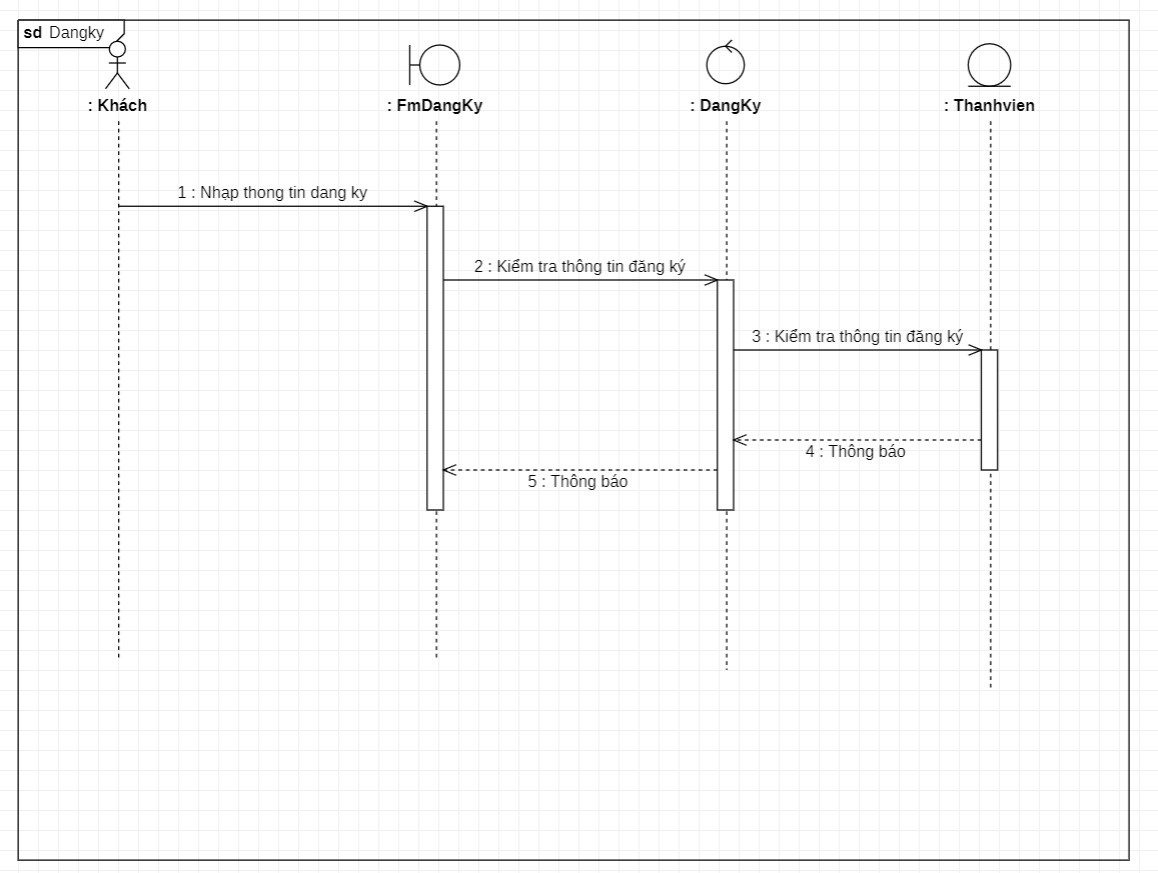 sd Dangky
: Khách
: FmDangKy
: DangKy
: Thanhvien
1 : Nhạp thong tin dang ky
2 : Kiểm tra thông tin đăng ký
3 : Kiểm tra thông tin đăng ký
4 : Thông báo
5 : Thông báo